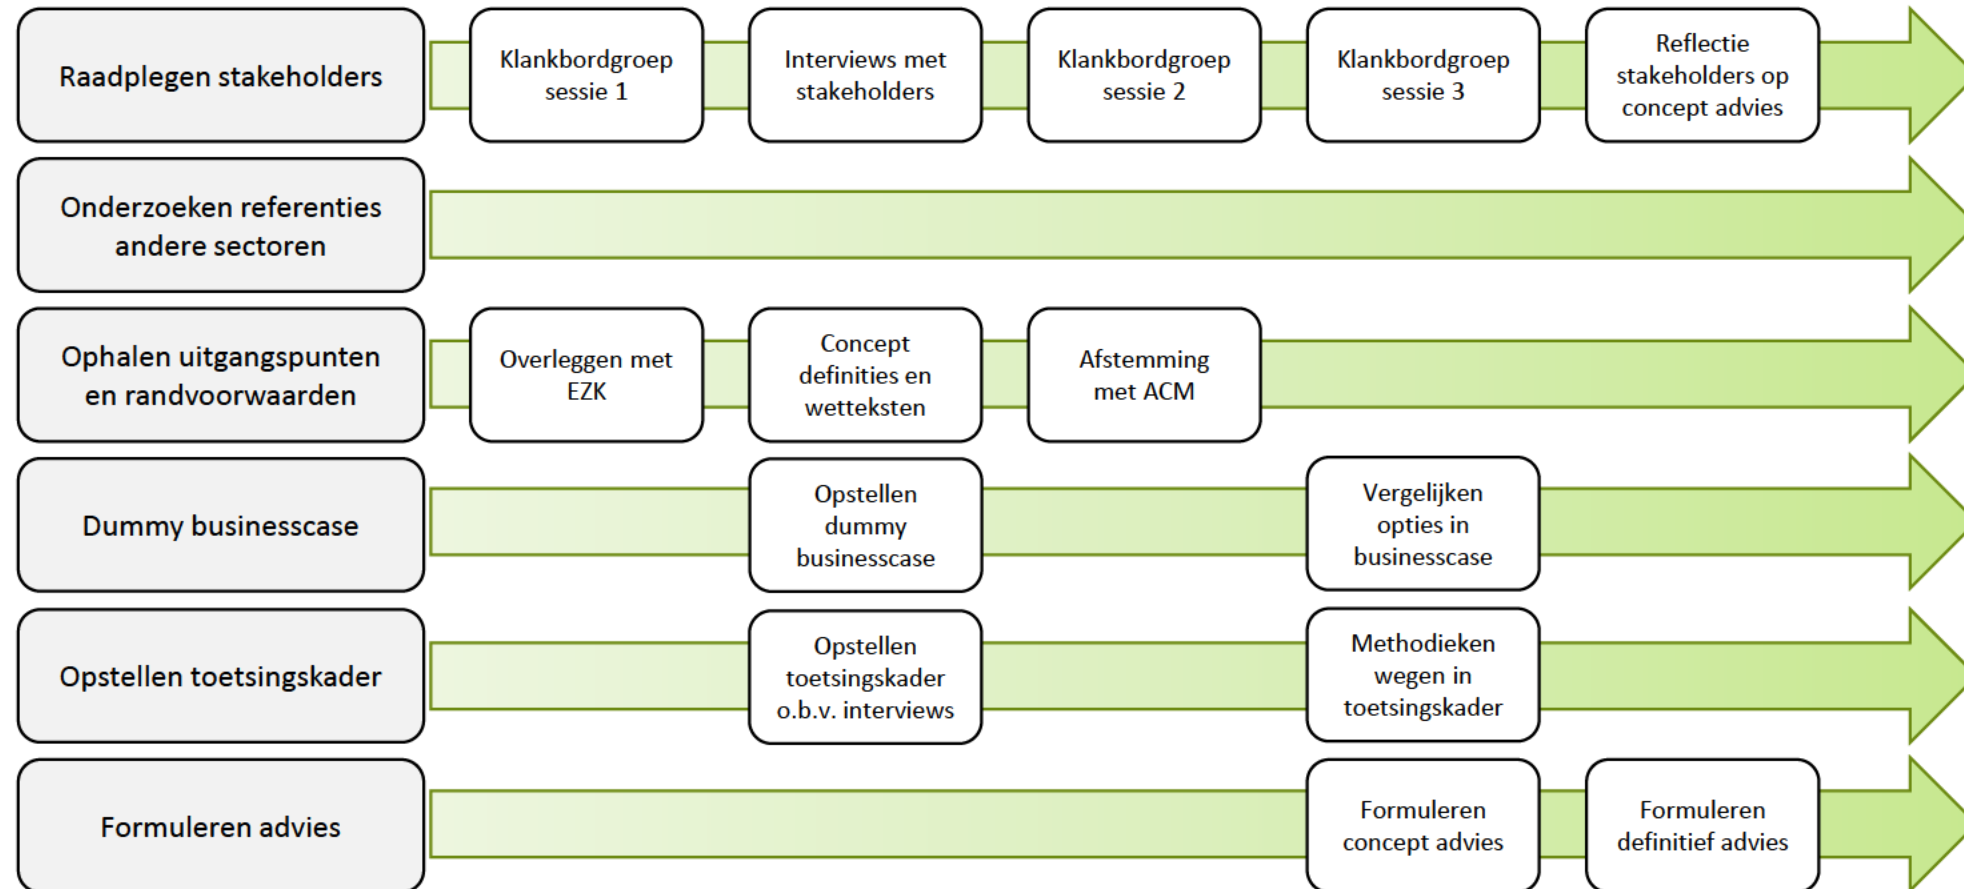 Raadplegen stakeholders
Klankbordgroep
sessie 1
Interviews met
stakeholders
Klankbordgroep
sessie 2
Klankbordgroep
sessie 3
Reflectie
stakeholders op
concept advies
Onderzoeken referenties
andere sectoren
Ophalen uitgangspunten
en randvoorwaarden
Overleggen met
EZK
Concept
definities en
wetteksten
Afstemming
met ACM
Dummy businesscase
Opstellen
dummy
businesscase
Vergelijken
opties in
businesscase
Opstellen toetsingskader
Opstellen
toetsingskader
o.b.v. interviews
Methodieken
wegen in
toetsingskader
Formuleren advies
Formuleren
concept advies
Formuleren
definitief advies